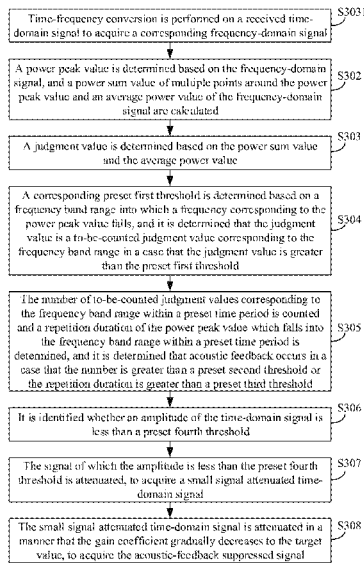 Time-frequency conversion is performed on a received time-
domain signal to acquire a corresponding frequency-domain signal
S3031
A power peak value is determined based on the frequency-domain
signal, and a power sum value of multiple points around the
power peak value and an average power value of the frequency-domain
signal are calculated
S302
A judgment value is determined based on the power sum value
and the average power value
S303
A corresponding preset first threshold is determined based on a
frequency band range into which a frequency corresponding to the
power peak value falls, and it is determined that the judgment
value is a to-be-counted judgment value corresponding to the
frequency band range in a case that the judgment value is greater
than the preset first threshold
S304
The number of to-be-counted judgment values corresponding to
the frequency band range within a preset time period is counted
and a repetition duration of the power peak value which falls into
the frequency band range within a preset time period is
determined, and it is determined that acoustic feedback occurs in a
case that the number is greater than a preset second threshold or
the repetition duration is greater than a preset third threshold
S305
It is identified whether an amplitude of the time-domain signal is
less than a preset fourth threshold
S306
The signal of which the amplitude is less than the preset fourth
threshold is attenuated, to acquire a small signal attenuated time-
domain signal
S307
The small signal attenuated time-domain signal is attenuated in a
manner that the gain coefficient gradually decreases to the target
value, to acquire the acoustic-feedback suppressed signal
S308